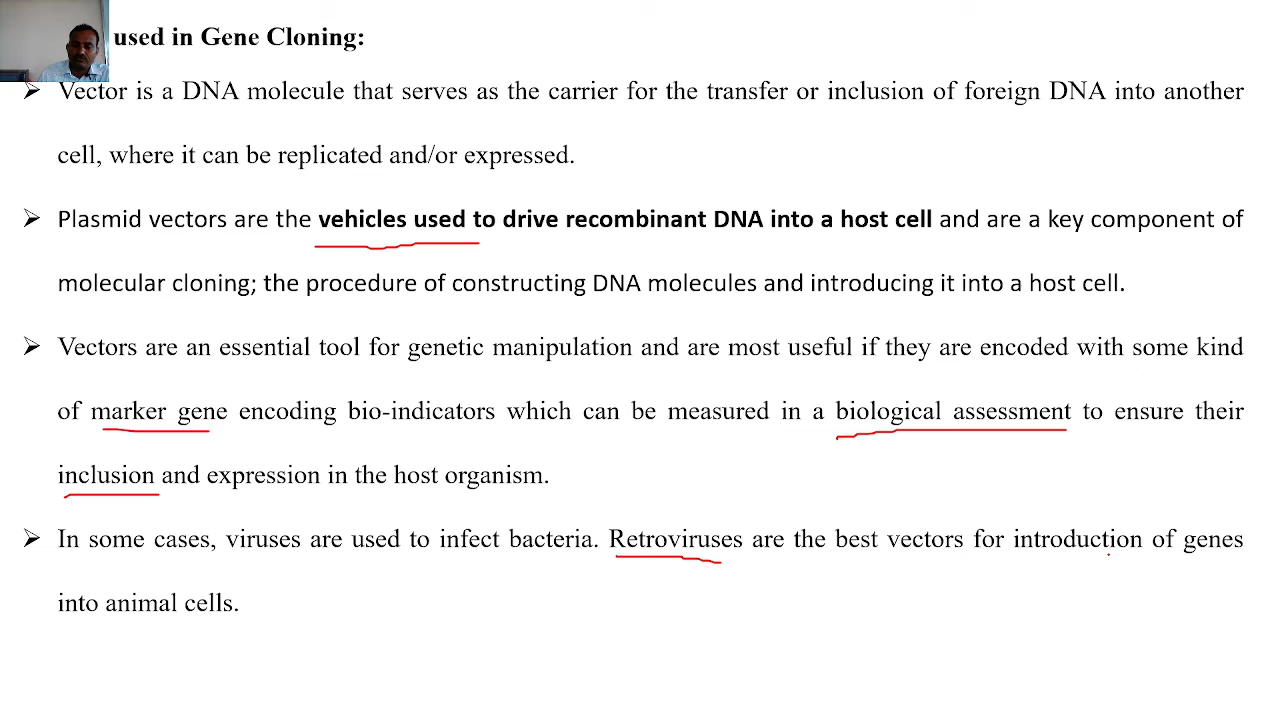 used in Gene Cloning:
➢ Vector is a DNA molecule that serves as the carrier for the transfer or inclusion of foreign DNA into another
cell, where it can be replicated and/or expressed.
➢ Plasmid vectors are the vehicles used to drive recombinant DNA into a host cell and are a key component of
molecular cloning; the procedure of constructing DNA molecules and introducing it into a host cell.
➢ Vectors are an essential tool for genetic manipulation and are most useful if they are encoded with some kind
of marker gene encoding bio-indicators which can be measured in a biological assessment to ensure their
inclusion and expression in the host organism.
➢ In some cases, viruses are used to infect bacteria. Retroviruses are the best vectors for introduction of genes
into animal cells.